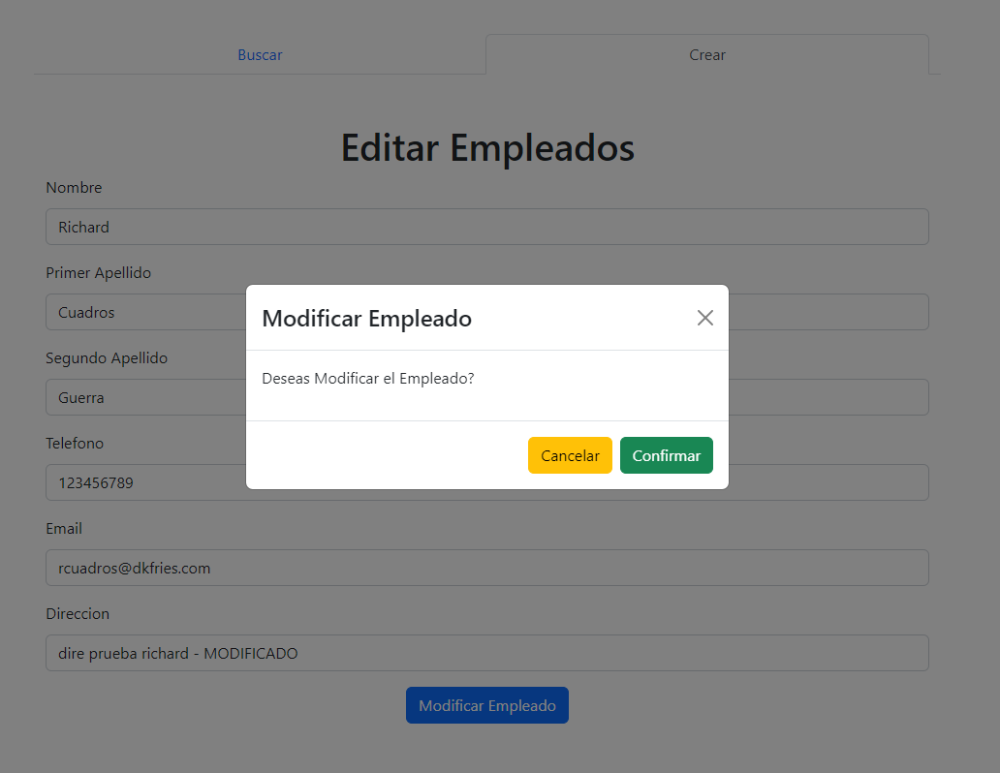 Buscar
Crear
Editar Empleados
Nombre
Richard
Primer Apellido
Cuadros
Segundo Apellido
Guerra
Telefono
123456789
Email
rcuadros@dkfries.com
Direccion
dire prueba richard - MODIFICADO
Modificar Empleado
Modificar Empleado
Deseas Modificar el Empleado?
Cancelar
Confirmar